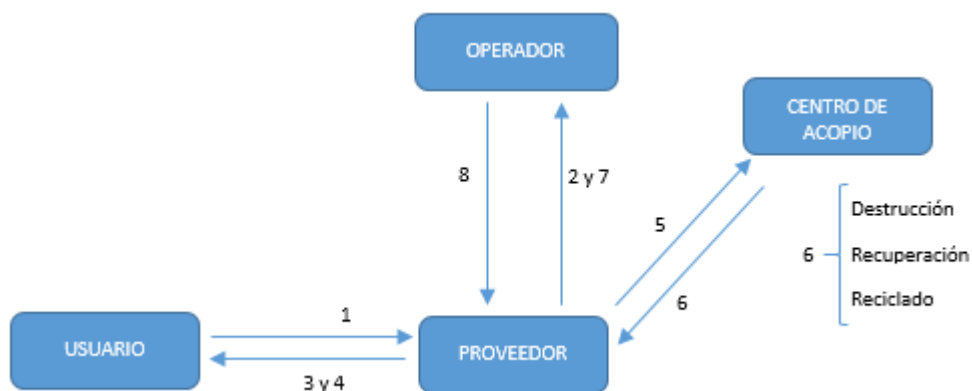 OPERADOR
CENTRO DE
ACOPIO
8
2 y 7
5
6
6
Destrucción
Recuperación
Reciclado
1
USUARIO
PROVEEDOR
3 y 4